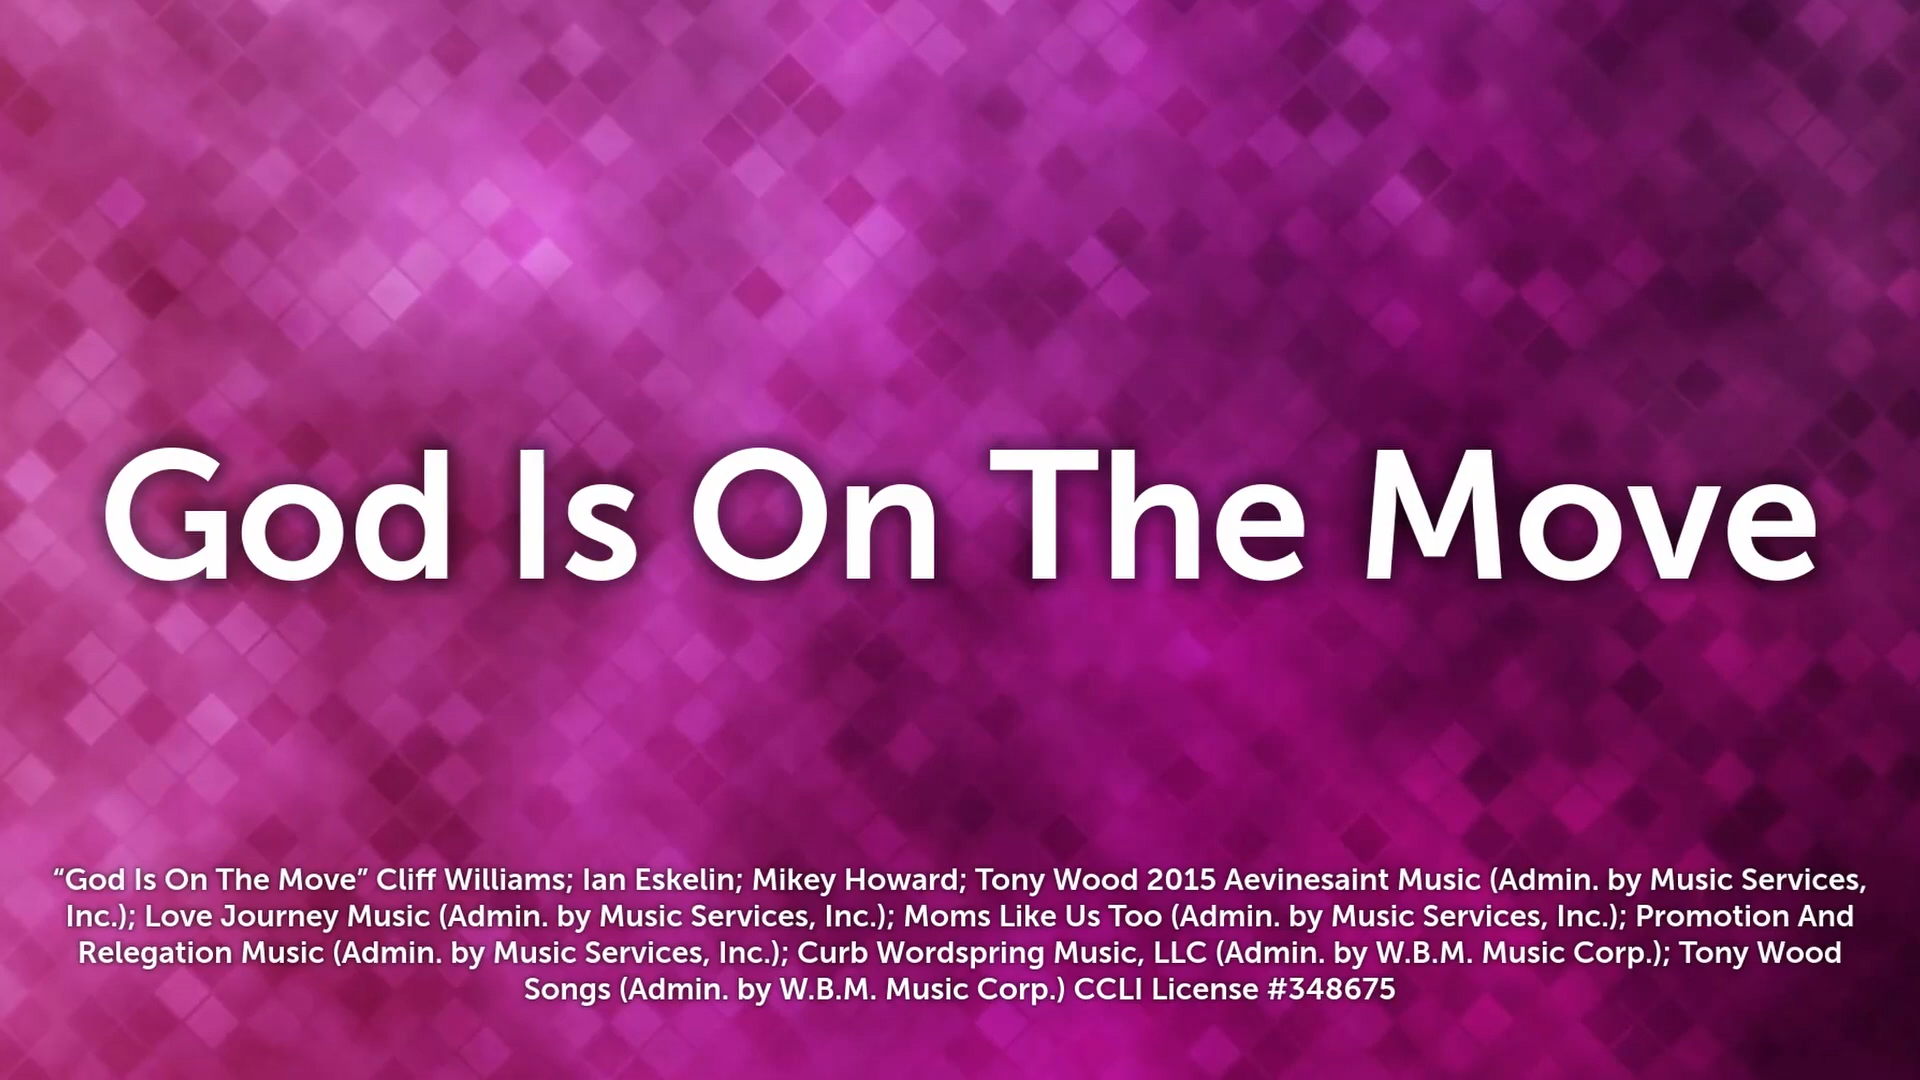 God Is On The Move
“God Is On The Move” Cliff Williams; Ian Eskelin; Mikey Howard; Tony Wood 2015 Aevinesaint Music (Admin. by Music Services,
Inc.); Love Journey Music (Admin. by Music Services, Inc.); Moms Like Us Too (Admin. by Music Services, Inc.); Promotion And
Relegation Music (Admin. by Music Services, Inc.); Curb Wordspring Music, LLC (Admin. by W.B.M. Music Corp.); Tony Wood
Songs (Admin. by W.B.M. Music Corp.) CCLI License #348675